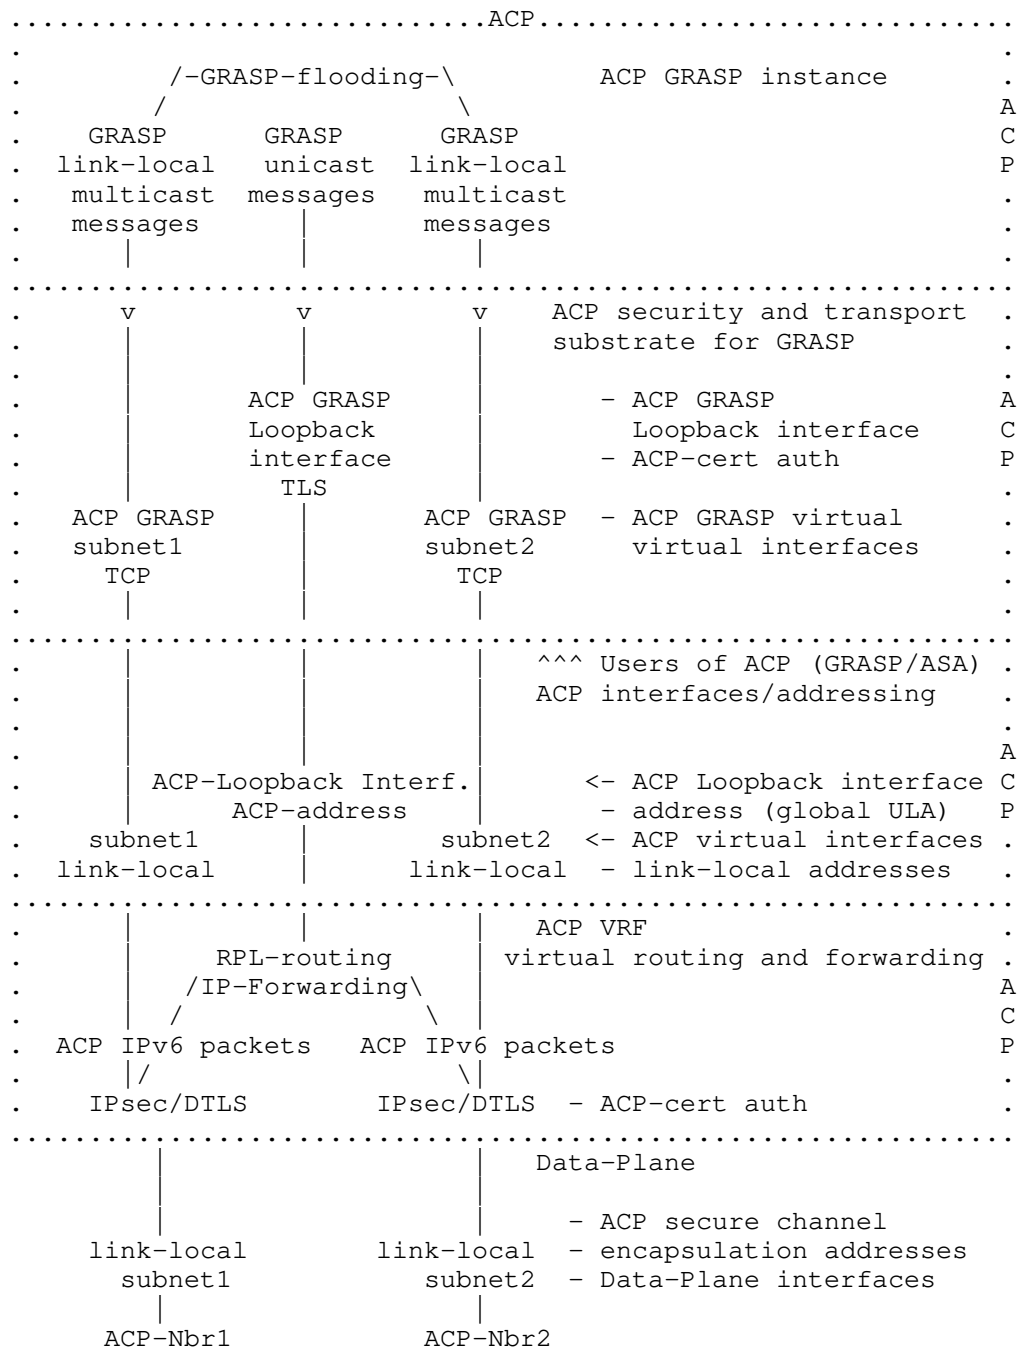 ..............................ACP..............................
. .
. /-GRASP-flooding-\ ACP GRASP instance .
. / \ A
. GRASP GRASP GRASP C
. link-local unicast link-local P
. multicast messages multicast .
. messages | messages .
. | | | .
...............................................................
. v v v ACP security and transport .
. | | | substrate for GRASP .
. | | | .
. | ACP GRASP | - ACP GRASP A
. | Loopback | Loopback interface C
. | interface | - ACP-cert auth P
. | TLS | .
. ACP GRASP | ACP GRASP - ACP GRASP virtual .
. subnet1 | subnet2 virtual interfaces .
. TCP | TCP .
. | | | .
...............................................................
. | | | ^^^ Users of ACP (GRASP/ASA) .
. | | | ACP interfaces/addressing .
. | | | .
. | | | A
. | ACP-Loopback Interf.| <- ACP Loopback interface C
. | ACP-address | - address (global ULA) P
. subnet1 | subnet2 <- ACP virtual interfaces .
. link-local | link-local - link-local addresses .
...............................................................
. | | | ACP VRF .
. | RPL-routing | virtual routing and forwarding .
. | /IP-Forwarding\ | A
. | / \ | C
. ACP IPv6 packets ACP IPv6 packets P
. |/ \| .
. IPsec/DTLS IPsec/DTLS - ACP-cert auth .
...............................................................
| | Data-Plane
| |
| | - ACP secure channel
link-local link-local - encapsulation addresses
subnet1 subnet2 - Data-Plane interfaces
| |
ACP-Nbr1 ACP-Nbr2